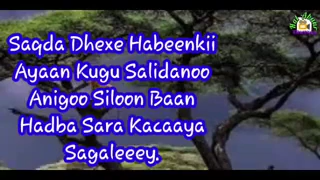 Saqda Dhexe Habeenkii
Ayaan Kugu Salidanoo
Anigoo Siloon Baan
Hadba Sara Kacaaya
Sagaleeey.